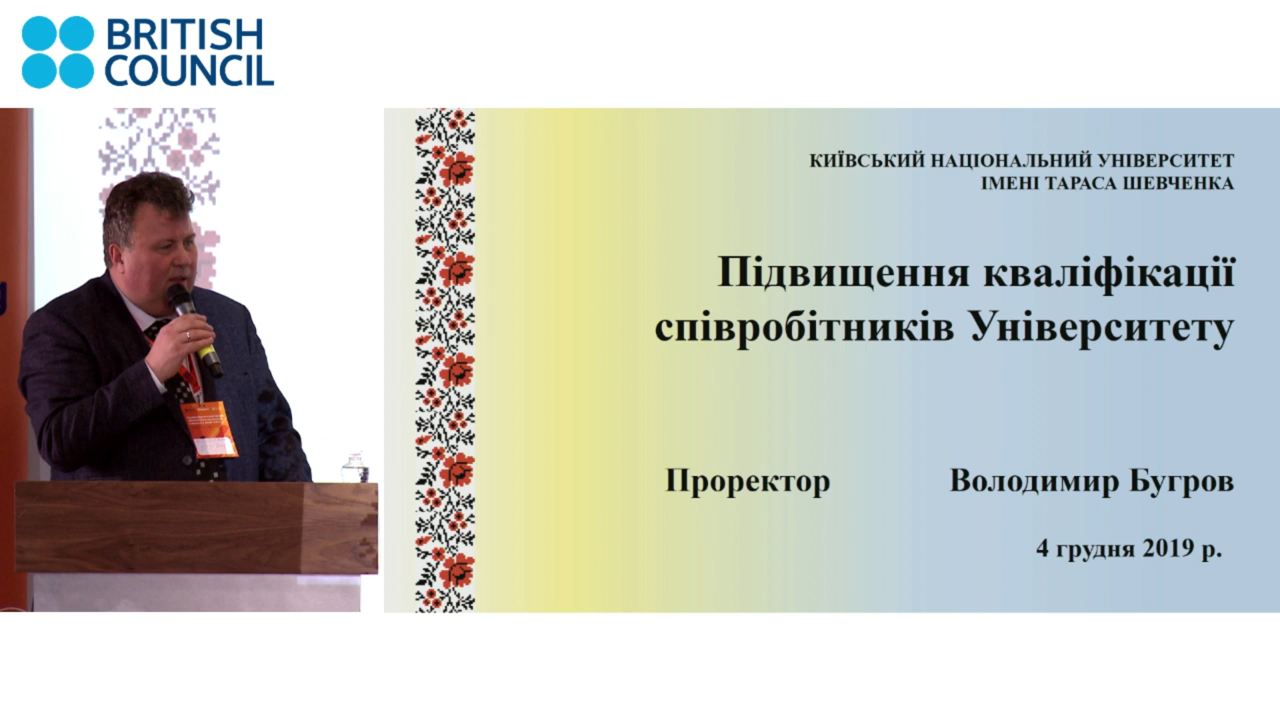 BRITISH
COUNCIL
КИЇВСЬКИЙ НАЦІОНАЛЬНИЙ УНІВЕРСИТЕТ
ІМЕНІ ТАРАСА ШЕВЧЕНКА
Підвищення кваліфікації
співробітників Університету
Проректор Володимир Бугров
4 грудня 2019 р.